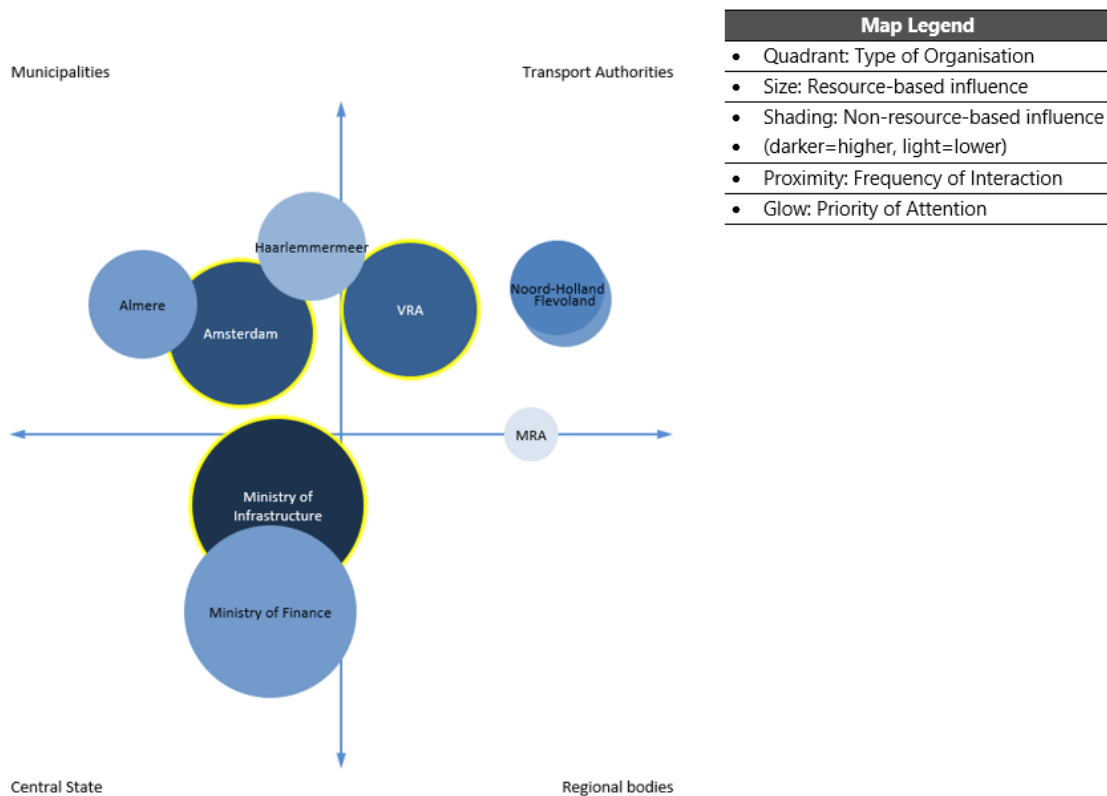 Municipalities
Transport Authorities
Haarlemmermeer
Almere
Amsterdam
VRA
Noord-Holland
Flevoland
MRA
Ministry of
Infrastructure
Ministry of Finance
Central State
Regional bodies
Map Legend
• Quadrant: Type of Organisation
• Size: Resource-based influence
• Shading: Non-resource-based influence
• (darker=higher, light=lower)
• Proximity: Frequency of Interaction
• Glow: Priority of Attention